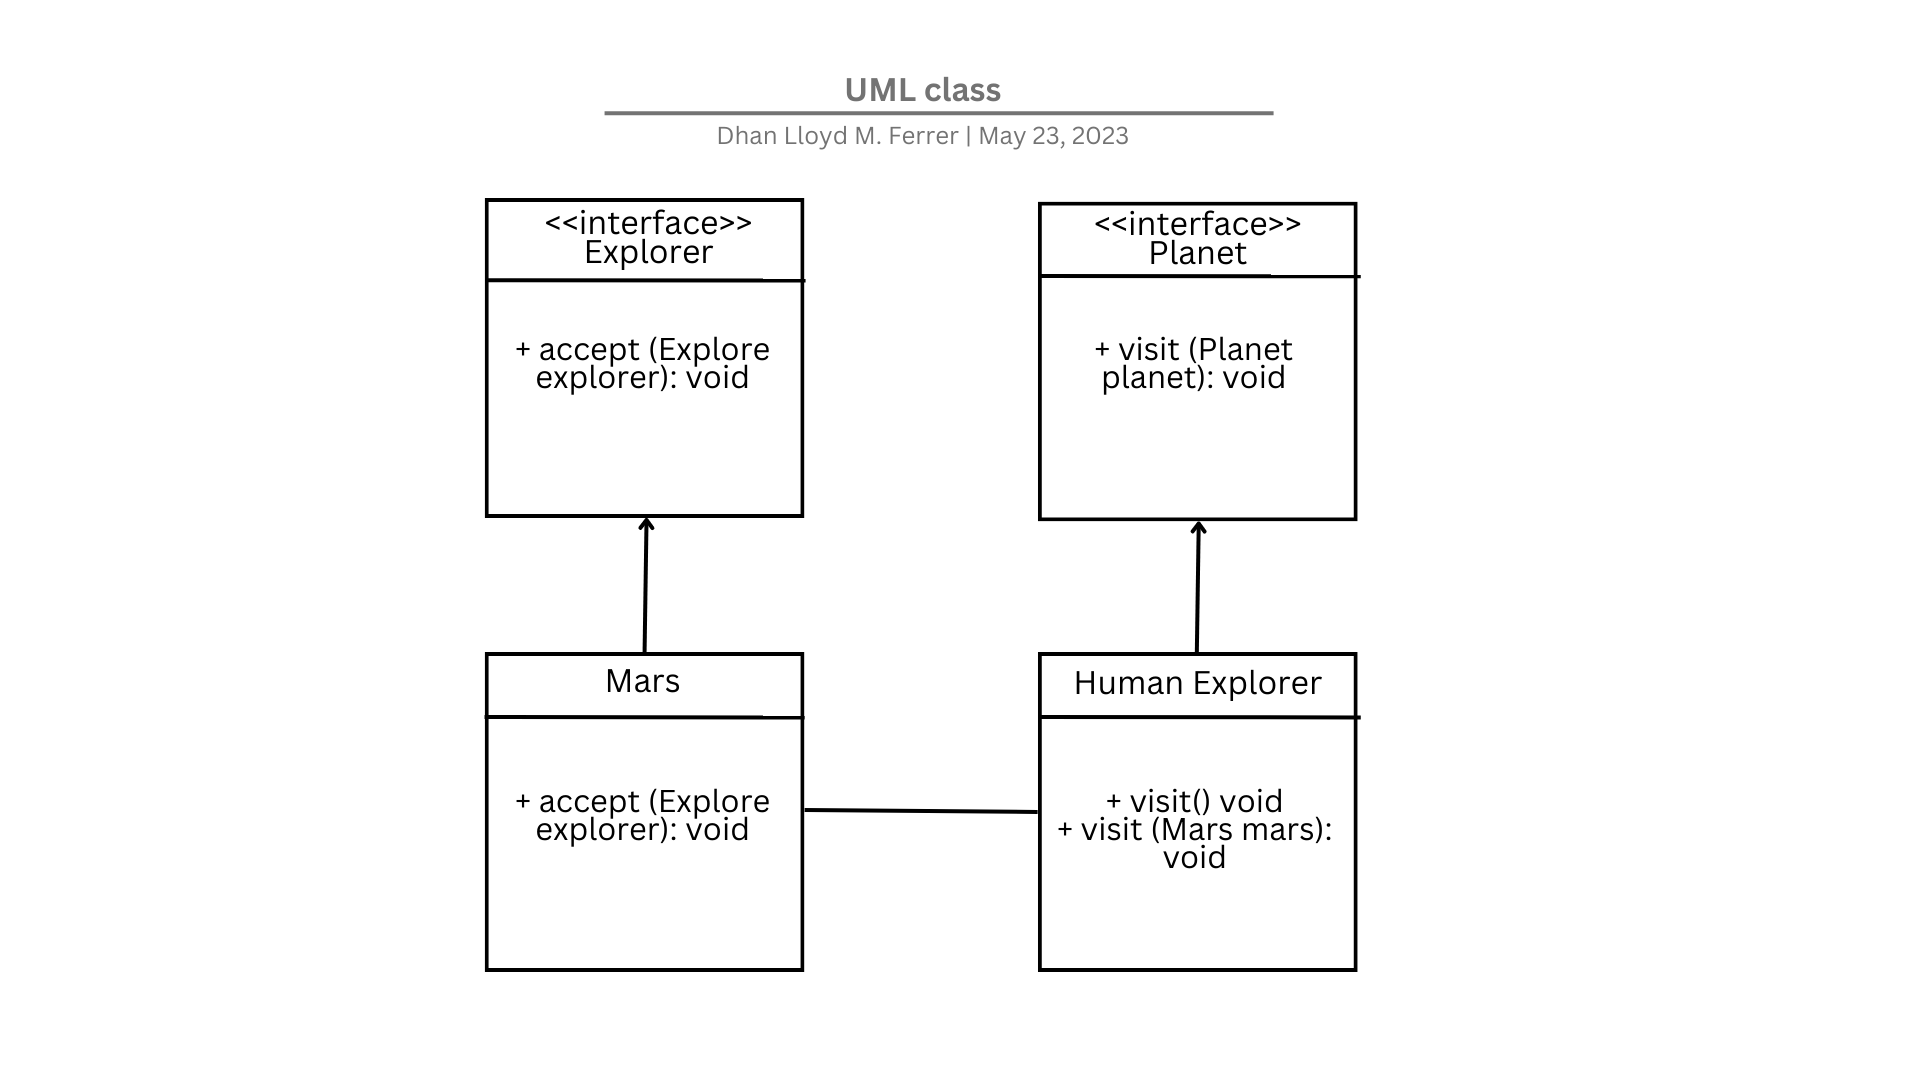 UML class
Dhan Lloyd M. Ferrer | May 23, 2023
<<interface>>
Explorer
+ accept (Explore
explorer): void
<<interface>>
Planet
+ visit (Planet
planet): void
Mars
+ accept (Explore
explorer): void
Human Explorer
+ visit() void
+ visit (Mars mars):
void